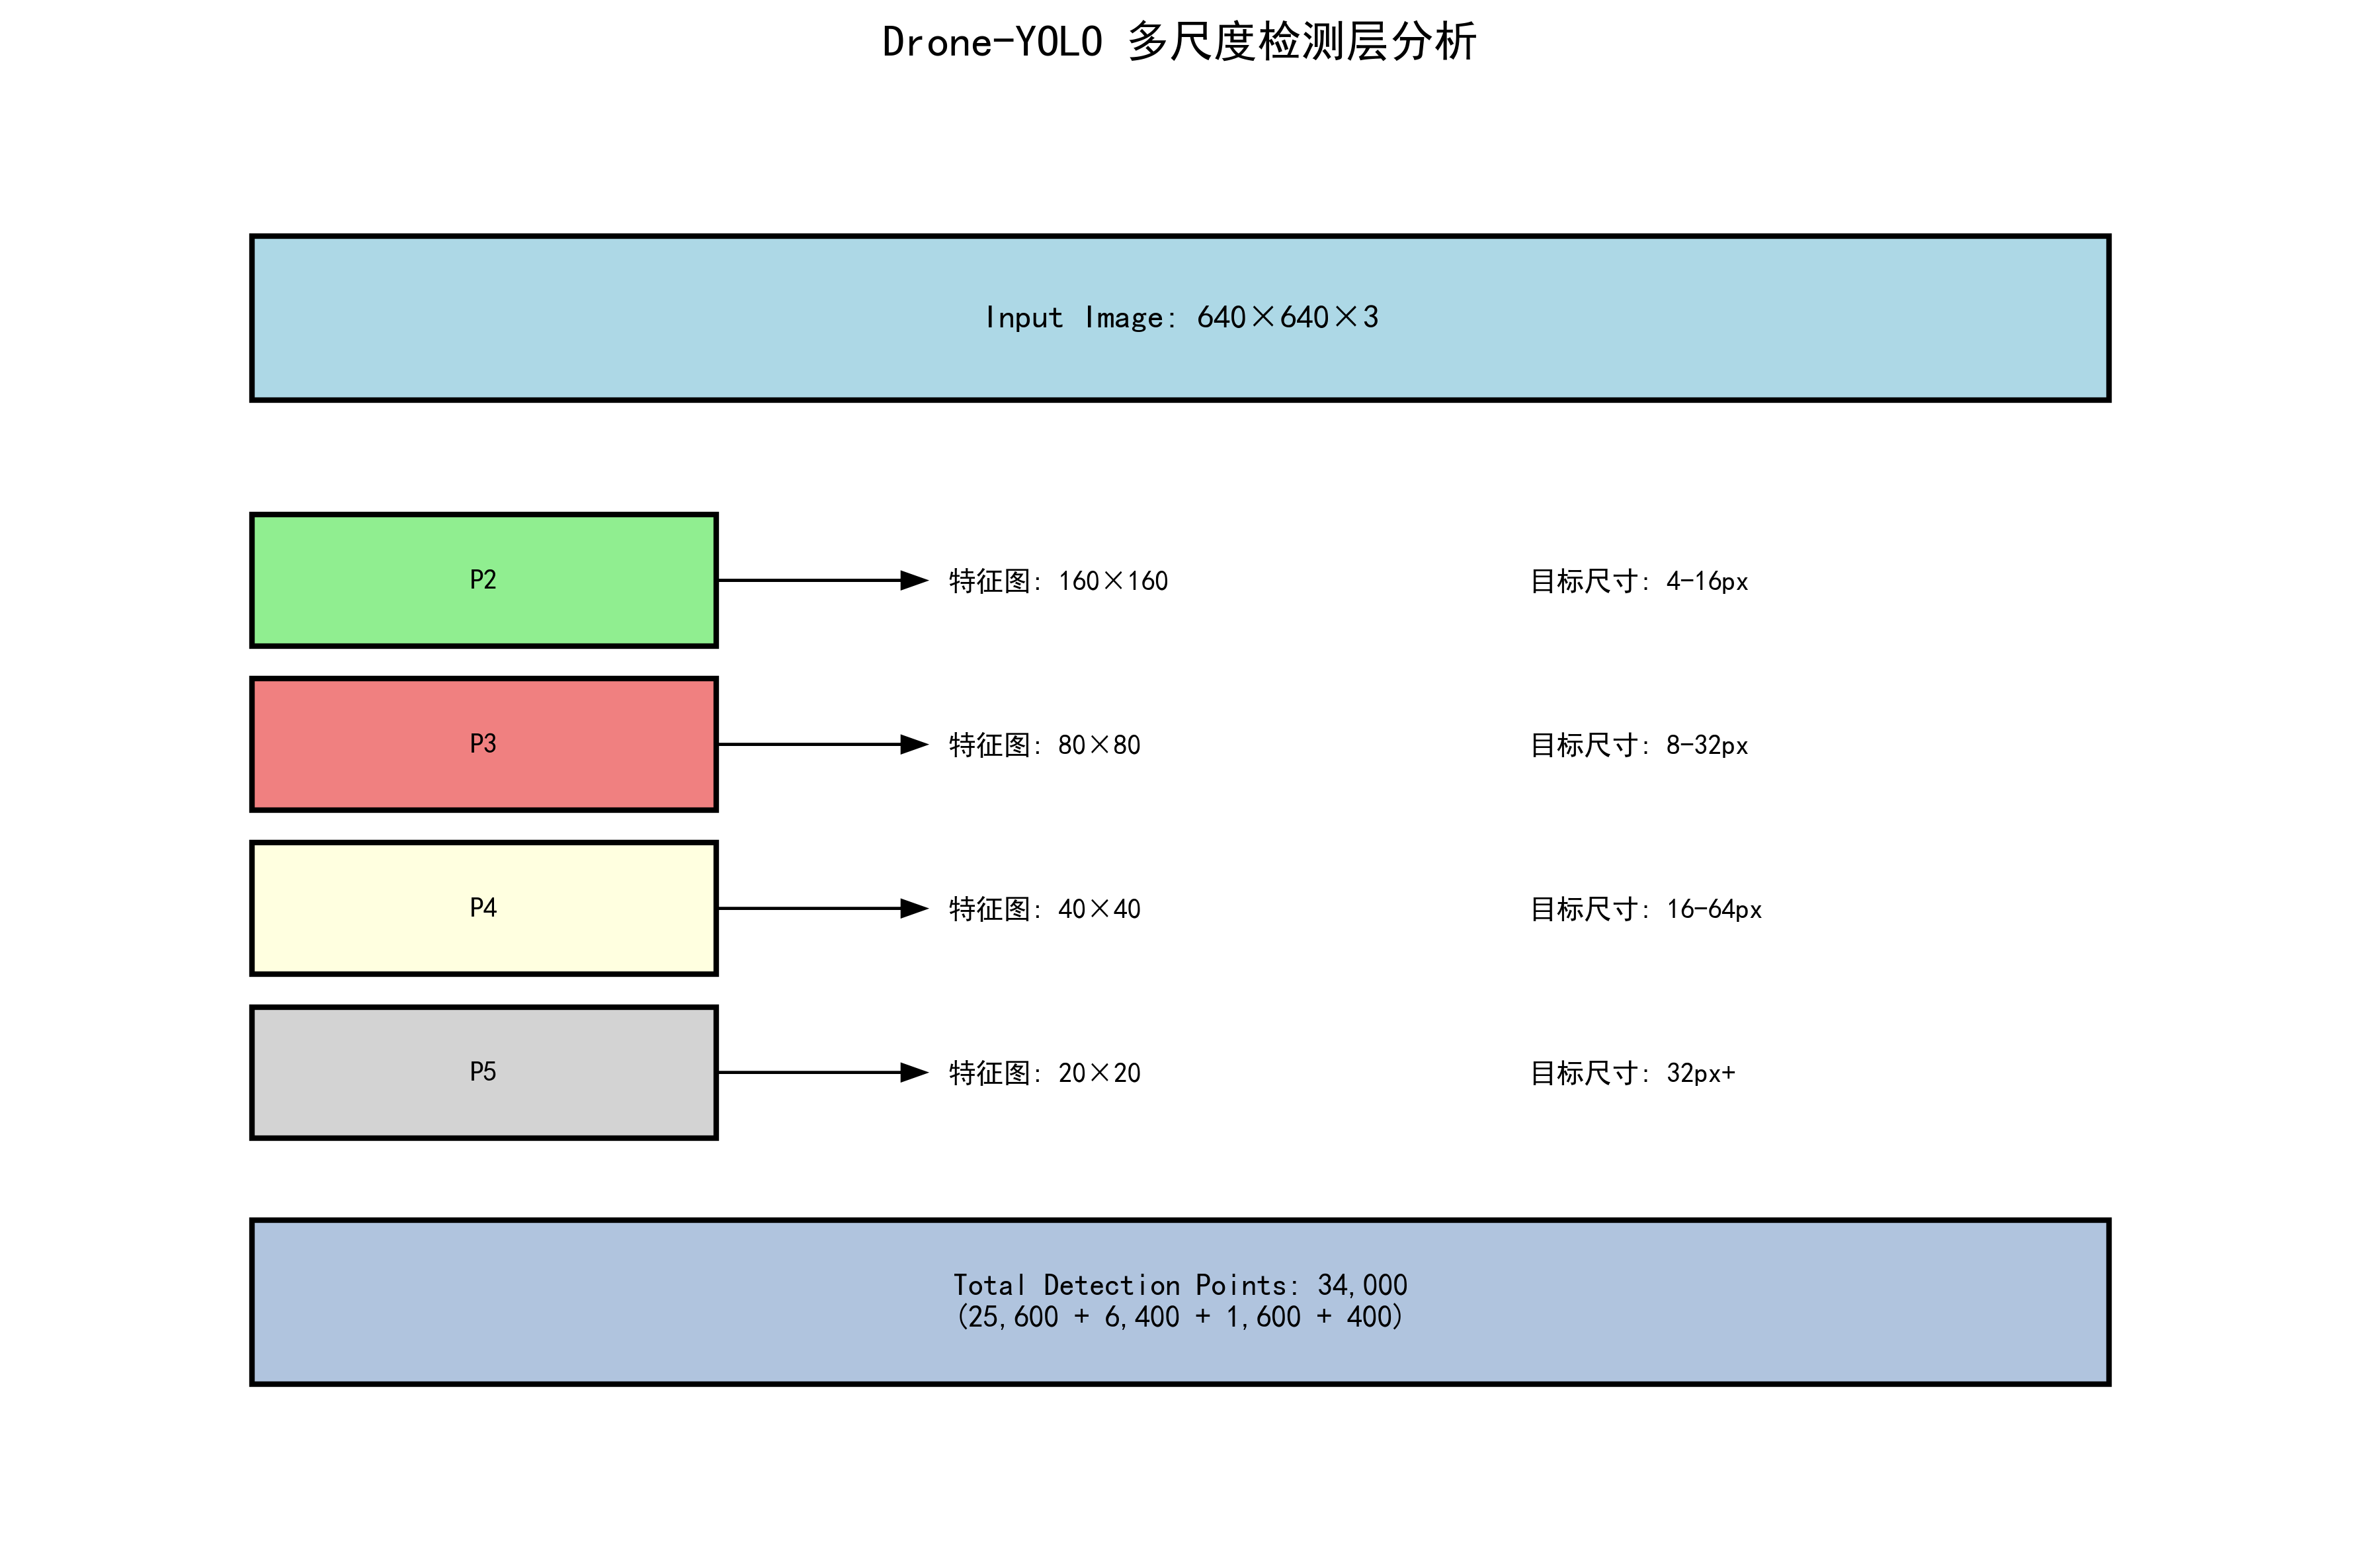 Drone-YOLO 多尺度检测层分析
Input Image: 640×640×3
P2 特征图: 160×160 目标尺寸: 4-16px
P3 特征图: 80×80 目标尺寸: 8-32px
P4 特征图: 40×40 目标尺寸: 16-64px
P5 特征图: 20×20 目标尺寸: 32px+
Total Detection Points: 34,000
(25,600 + 6,400 + 1,600 + 400)